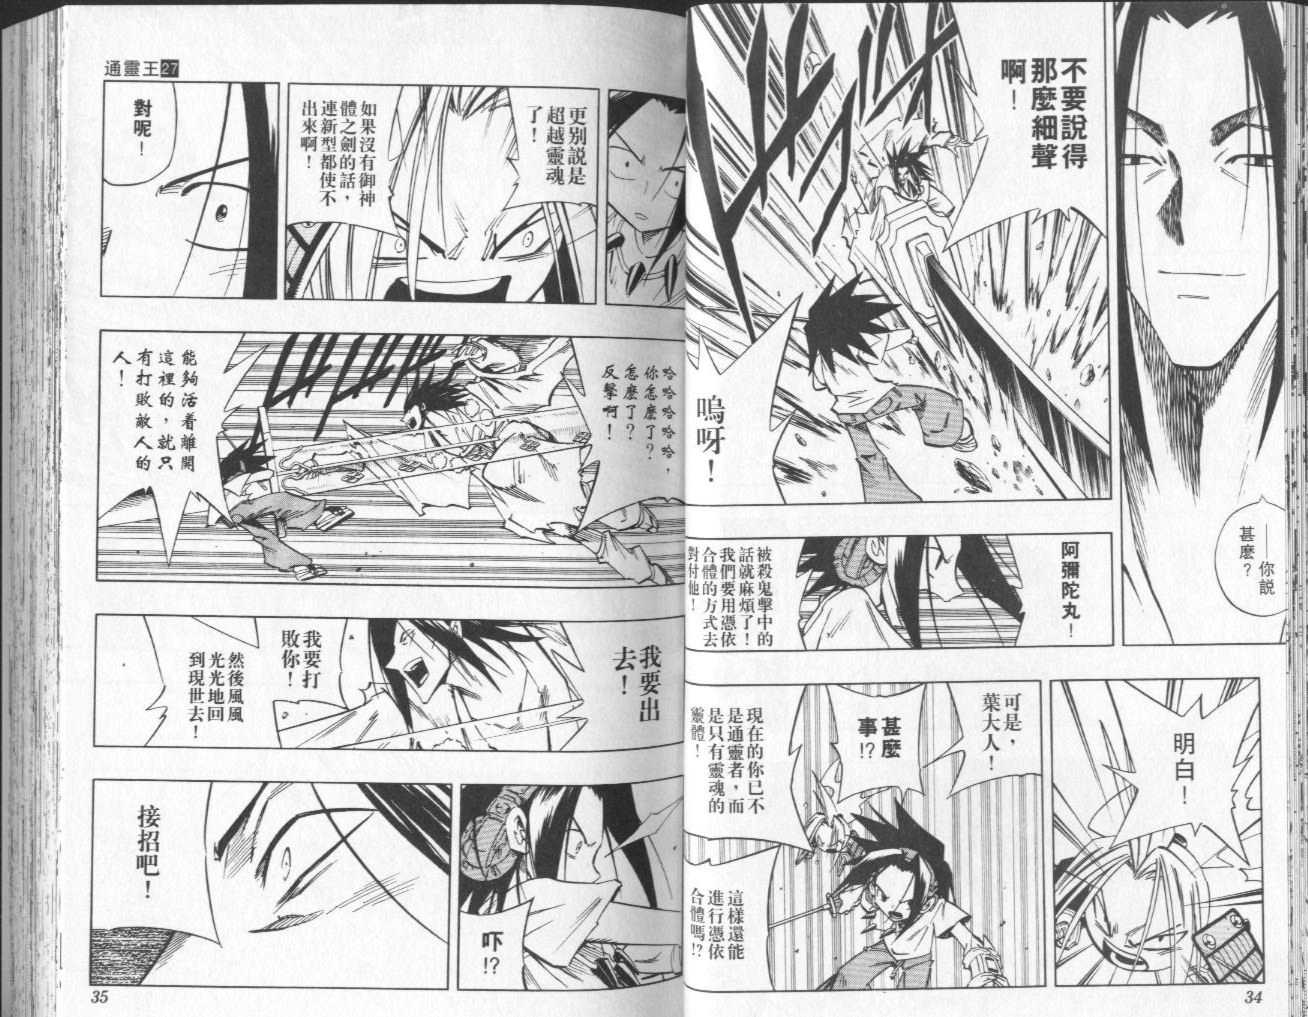 ——你説
甚麽？
不要說得
那麼細聲
啊！
嗚呀！
阿彌陀丸！
被殺鬼擊中的
話就麻煩了！
我們要用憑依
合體的方式去
對付他！
明白！
可是，
葉大人！
甚麼
事!?
現在的你已不
是通靈者，而
是只有靈魂的
靈體！
這樣還能
進行憑依
合體嗎!?
34
通靈王27
更別説是
超越靈魂
了！
如果沒有御神
體之劍的話，
連新型都使不
出來啊！
對呢！
哈哈哈哈哈，
你怎麽了？
怎麽了？
反擊啊！
能夠活着離開
這裡的，就只
有打敗敵人的
人！
我要出
去！
我要打
敗你！
然後風風
光光地回
到現世去！
吓!?
接招吧！
35